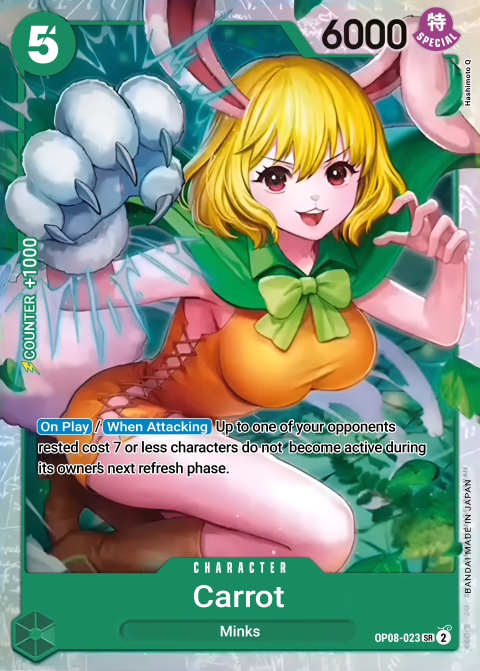 5
6000
特
SPECIAL
Hashimoto Q
COUNTER +1000
On Play / When Attacking Up to one of your opponents
rested cost 7 or less characters do not become active during
its owner's next refresh phase.
BANDAI MADE IN JAPAN
CHARACTER
Carrot
Minks
OP08-023 SR 2